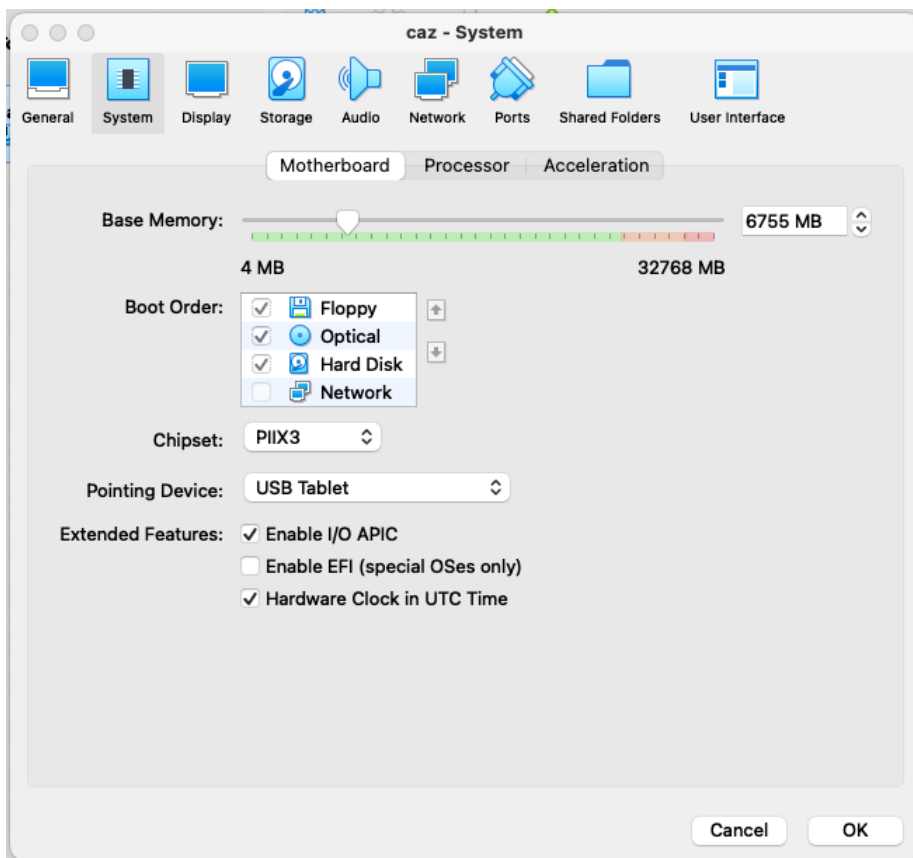 caz - System
General System Display Storage Audio Network Ports Shared Folders User Interface
Motherboard Processor Acceleration
Base Memory: 6755 MB
4 MB 32768 MB
Boot Order: Floppy
Optical
Hard Disk
Network
Chipset: PIIX3
Pointing Device: USB Tablet
Extended Features: Enable I/O APIC
Enable EFI (special OSes only)
Hardware Clock in UTC Time
Cancel OK